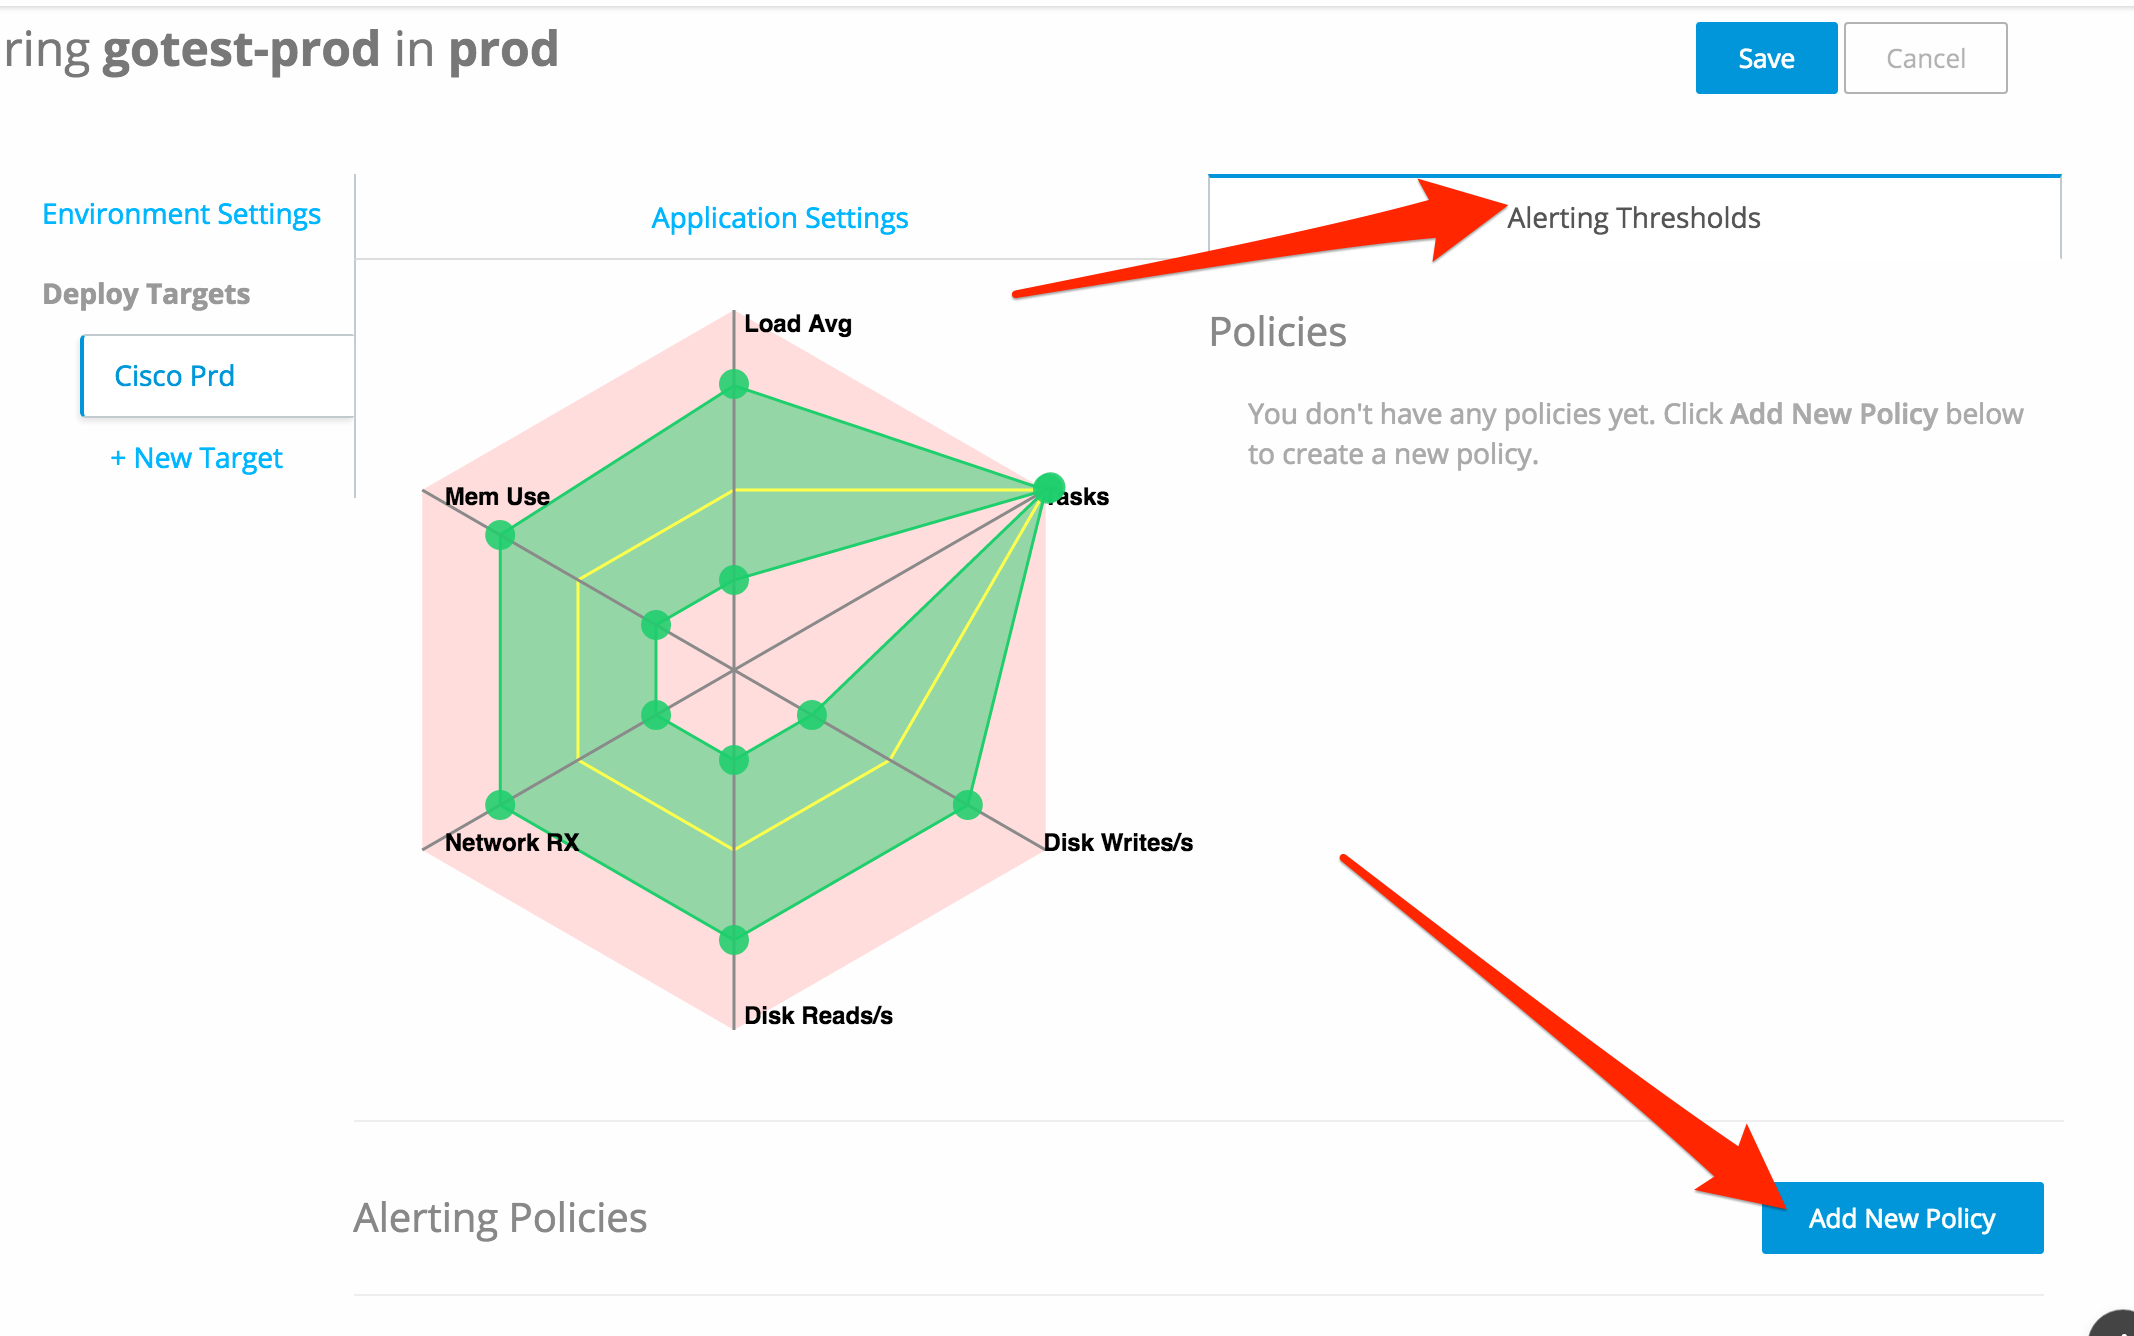 ring gotest-prod in prod
Save
Cancel
Environment Settings
Application Settings
Alerting Thresholds
Deploy Targets
Cisco Prd
+ New Target
Load Avg
Mem Use
asks
Network RX
Disk Writes/s
Disk Reads/s
Policies
You don't have any policies yet. Click Add New Policy below
to create a new policy.
Alerting Policies
Add New Policy